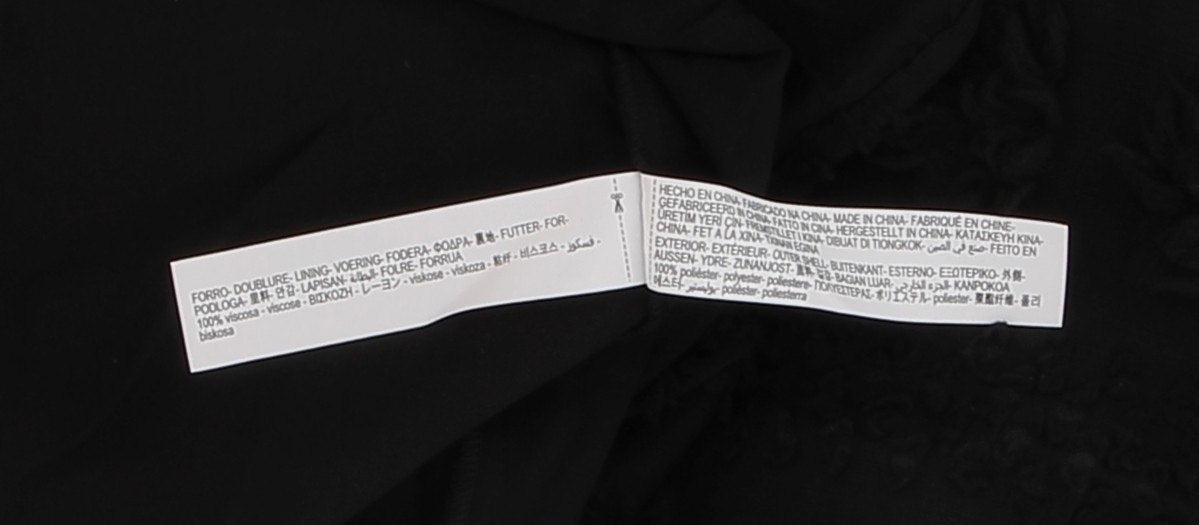 FORRO- DOUBLURE- LINING- VOERING- FODERA- ΦΟΔΡΑ- 裏地- FUTTER- FOR-
PODLOGA- 里料- 안감- LAPISAN- البطانة- FOLRE- FORRUA
100% viscosa - viscose - ΒΙΣΚΟΖΗ - レーヨン - viskose - viskoza - 粘纤 - 비스코스 - فسكوز -
biskosa
HECHO EN CHINA- FABRICADO NA CHINA- MADE IN CHINA- FABRIQUÉ EN CHINE-
GEFABRICEERD IN CHINA- FATTO IN CINA- HERGESTELLT IN CHINA- ΚΑΤΑΣΚΕΥΗ ΚΙΝΑ-
ÜRETİM YERİ ÇİN- FREMSTILLET I KINA- DIBUAT DI TIONGKOK- صنع في الصين- FEITO EN
CHINA- FET A LA XINA- TXINAN EGINA
EXTERIOR- EXTÉRIEUR- OUTER SHELL- BUITENKANT- ESTERNO- ΕΞΩΤΕΡΙΚΟ- 外側-
AUSSEN- YDRE- ZUNANJOST- 面料- 겉감- BAGIAN LUAR- الجزء الخارجي- KANPOKOA
100% poliéster- polyester- poliestere- ΠΟΛΥΕΣΤΕΡΑΣ- ポリエステル- poliester- 聚酯纤维- 폴리
에스터- بوليستير- polièster- poliesterra